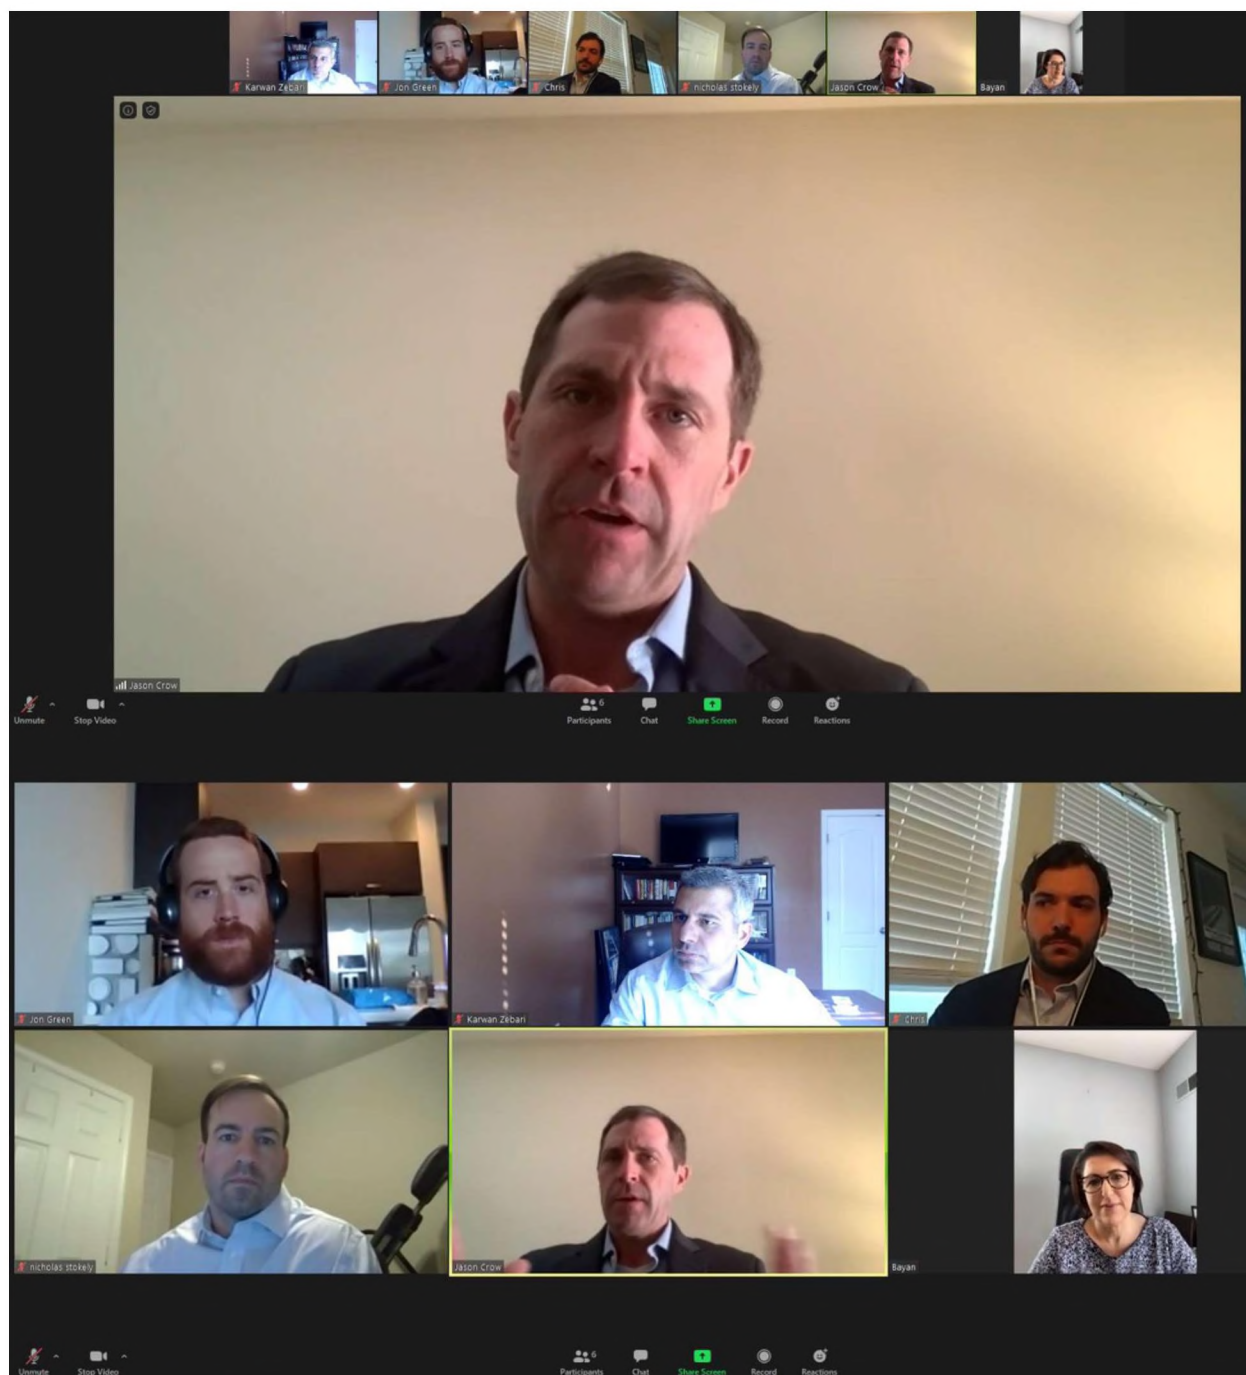 Karwan Zebari
Jon Green
Chris
nicholas stokely
Jason Crow
Bayan
Jason Crow
Unmute
Stop Video
Participants
6
Chat
Share Screen
Record
Reactions
Jon Green
Karwan Zebari
Chris
nicholas stokely
Jason Crow
Bayan
Unmute
Stop Video
Participants
6
Chat
Share Screen
Record
Reactions